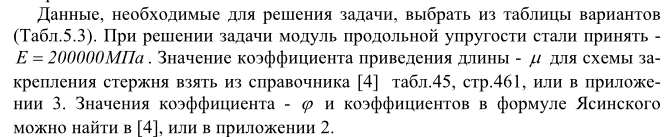 Данные, необходимые для решения задачи, выбрать из таблицы вариантов
(Табл.5.3). При решении задачи модуль продольной упругости стали принять -
E = 200000МПа. Значение коэффициента приведения длины - μ для схемы за-
крепления стержня взять из справочника [4] табл.45, стр.461, или в приложе-
нии 3. Значения коэффициента - φ и коэффициентов в формуле Ясинского
можно найти в [4], или в приложении 2.